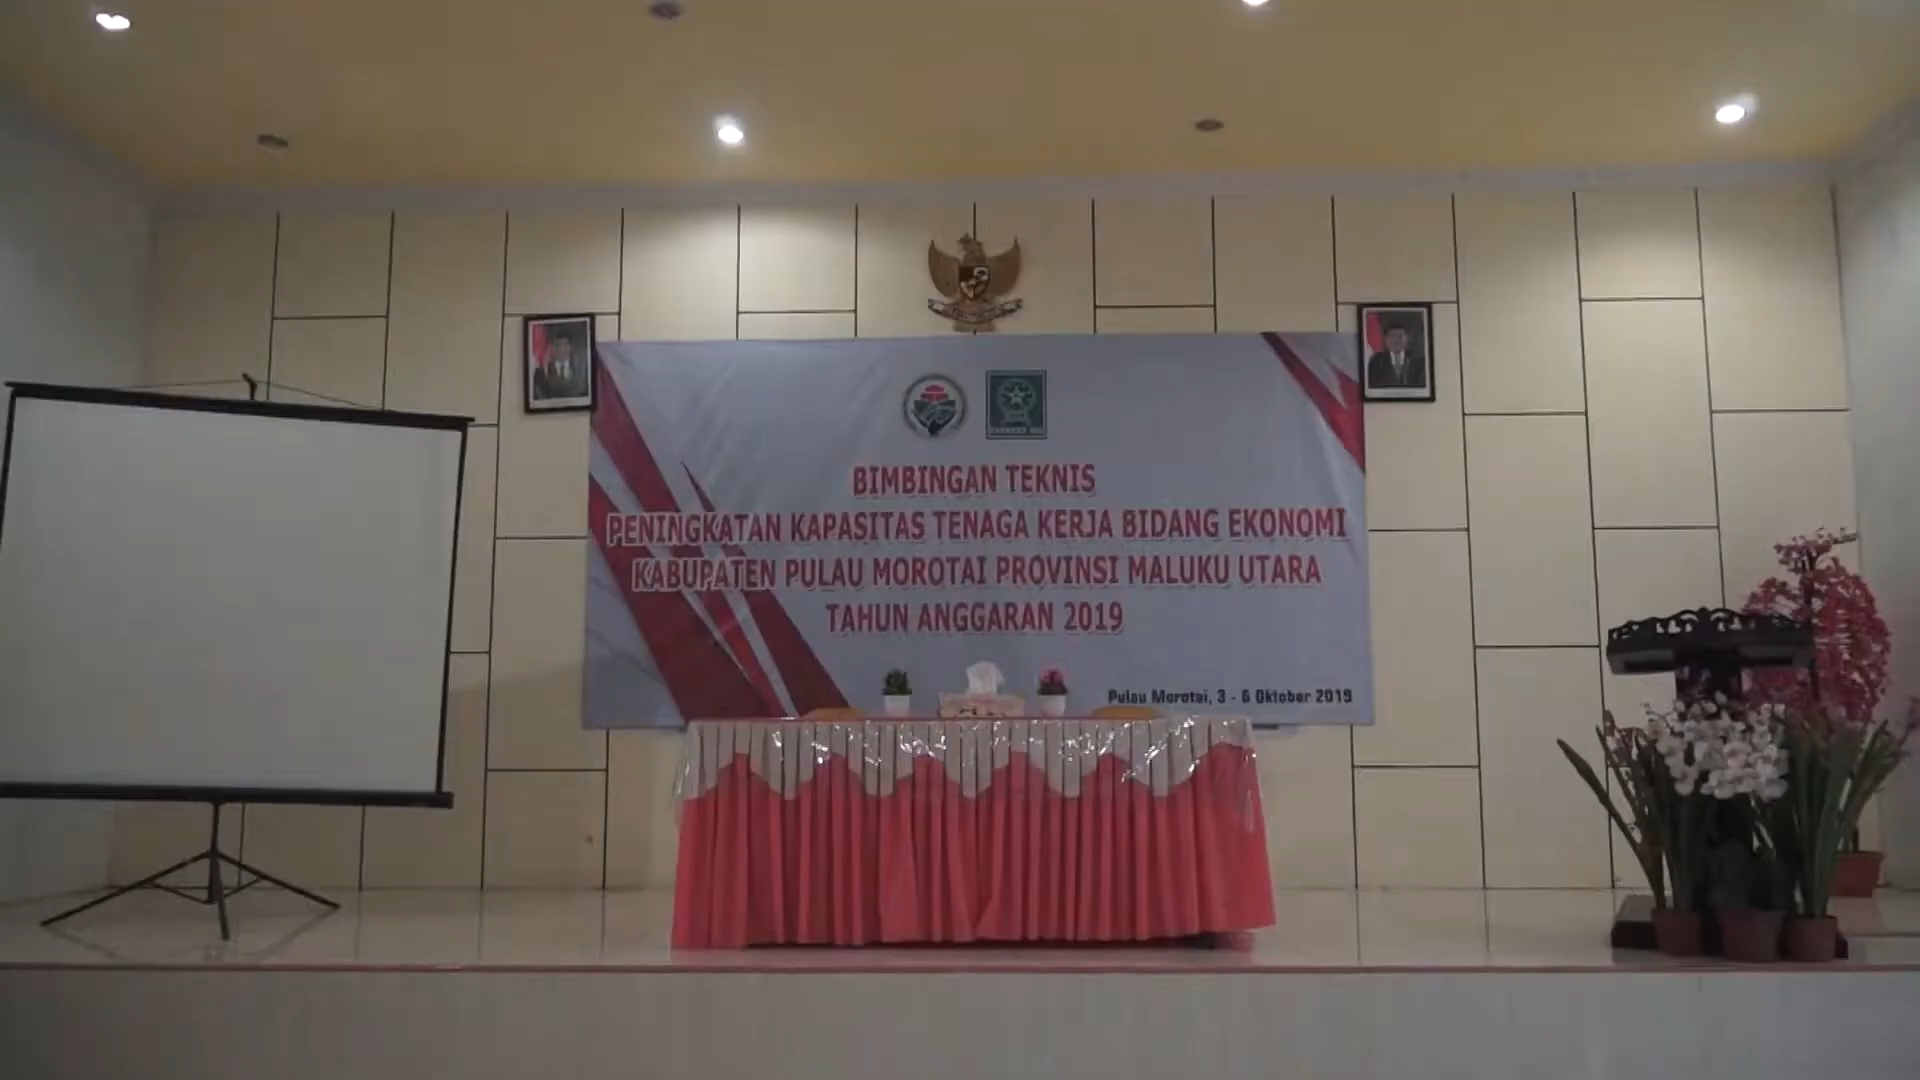 BIMBINGAN TEKNIS
PENINGKATAN KAPASITAS TENAGA KERJA BIDANG EKONOMI
KABUPATEN PULAU MOROTAI PROVINSI MALUKU UTARA
TAHUN ANGGARAN 2019
Pulau Morotai, 3 - 6 Oktober 2019